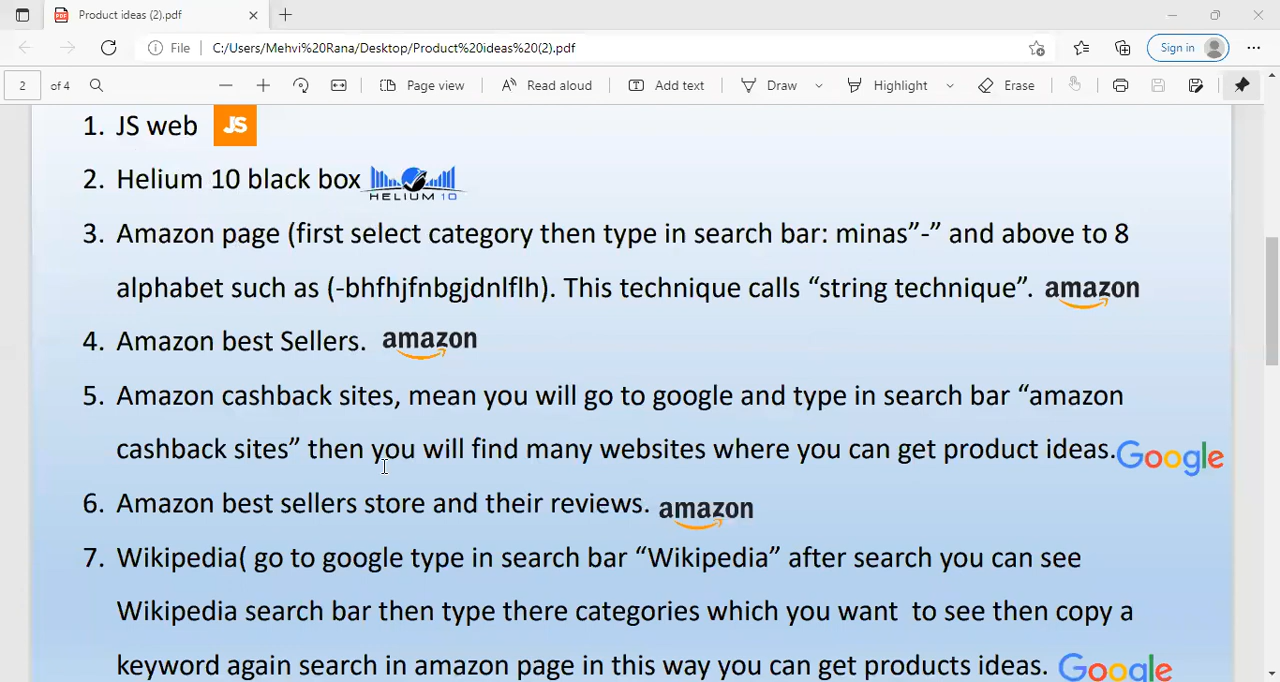 Product ideas (2).pdf
File
C:/Users/Mehvi%20Rana/Desktop/Product%20ideas%20(2).pdf
Sign in
2 of 4
Page view
Read aloud
Add text
Draw
Highlight
Erase
1. JS web JS
2. Helium 10 black box HELIUM 10
3. Amazon page (first select category then type in search bar: minas”-” and above to 8
alphabet such as (-bhfhjfnbgjdnlflh). This technique calls “string technique”. amazon
4. Amazon best Sellers. amazon
5. Amazon cashback sites, mean you will go to google and type in search bar “amazon
cashback sites” then you will find many websites where you can get product ideas. Google
6. Amazon best sellers store and their reviews. amazon
7. Wikipedia( go to google type in search bar “Wikipedia” after search you can see
Wikipedia search bar then type there categories which you want to see then copy a
keyword again search in amazon page in this way you can get products ideas. Google